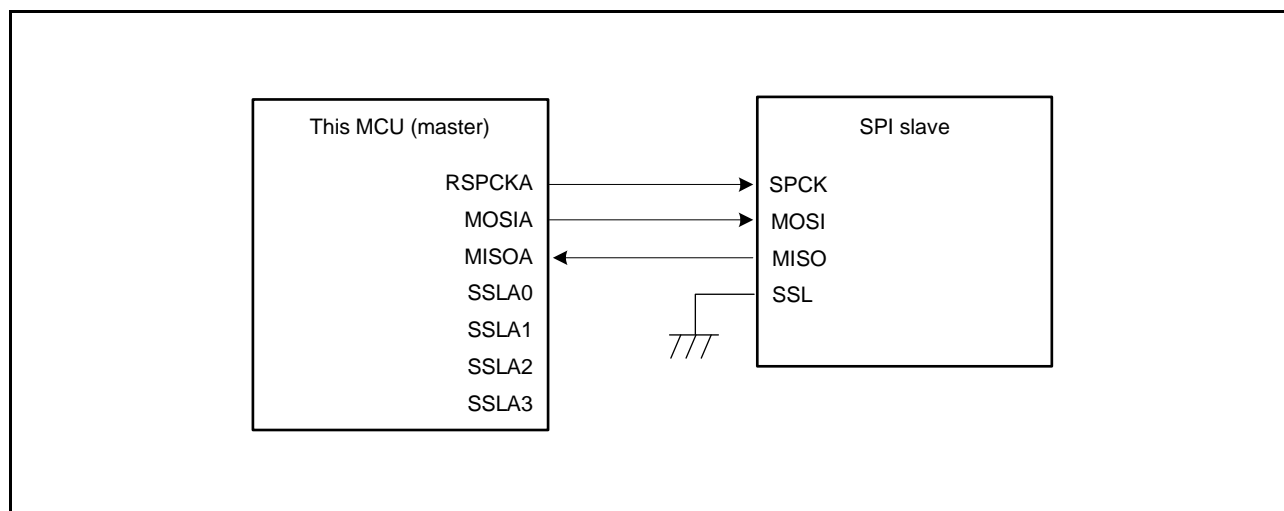 This MCU (master)
SPI slave
RSPCKA
SPCK
MOSIA
MOSI
MISOA
MISO
SSLA0
SSL
SSLA1
SSLA2
SSLA3